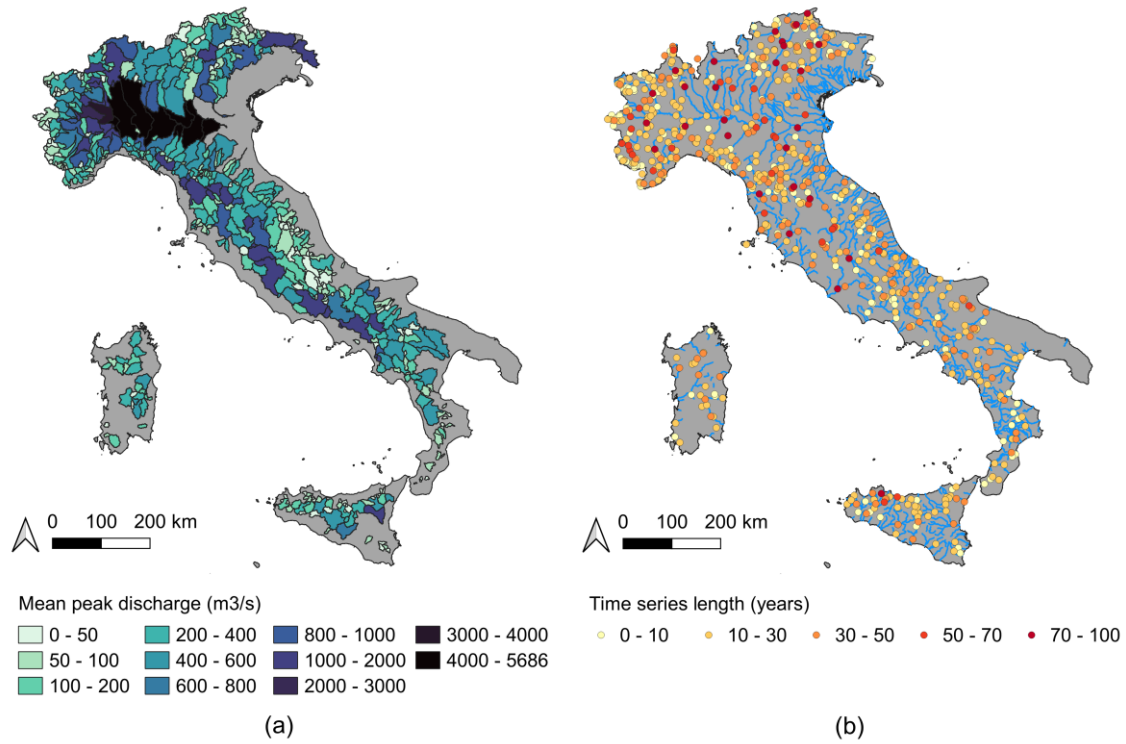 0 100 200 km
0 100 200 km
Mean peak discharge (m3/s)
0 - 50 200 - 400 800 - 1000 3000 - 4000
50 - 100 400 - 600 1000 - 2000 4000 - 5686
100 - 200 600 - 800 2000 - 3000
Time series length (years)
0 - 10 10 - 30 30 - 50 50 - 70 70 - 100
(a)
(b)